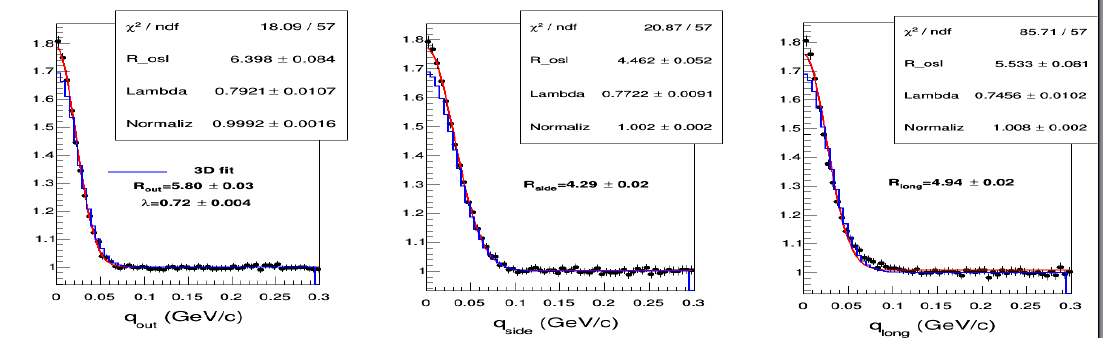 χ² / ndf 18.09 / 57
R_osl 6.398 ± 0.084
Lambda 0.7921 ± 0.0107
Normaliz 0.9992 ± 0.0016
3D fit
R_out=5.80 ± 0.03
λ=0.72 ± 0.004
1.8
1.7
1.6
1.5
1.4
1.3
1.2
1.1
1
0 0.05 0.1 0.15 0.2 0.25 0.3
q_out (GeV/c)
χ² / ndf 20.87 / 57
R_osl 4.462 ± 0.052
Lambda 0.7722 ± 0.0091
Normaliz 1.002 ± 0.002
R_side=4.29 ± 0.02
1.8
1.7
1.6
1.5
1.4
1.3
1.2
1.1
1
0 0.05 0.1 0.15 0.2 0.25 0.3
q_side (GeV/c)
χ² / ndf 85.71 / 57
R_osl 5.533 ± 0.081
Lambda 0.7456 ± 0.0102
Normaliz 1.008 ± 0.002
R_long=4.94 ± 0.02
1.8
1.7
1.6
1.5
1.4
1.3
1.2
1.1
1
0 0.05 0.1 0.15 0.2 0.25 0.3
q_long (GeV/c)